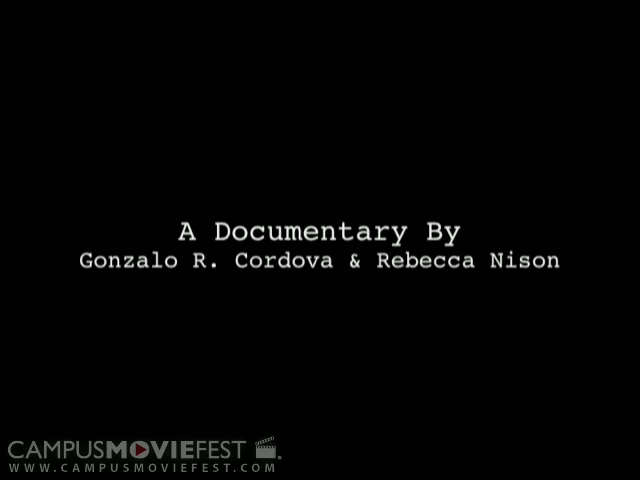 A Documentary By
Gonzalo R. Cordova & Rebecca Nison
CAMPUSMOVIEFEST
WWW.CAMPUSMOVIEFEST.COM